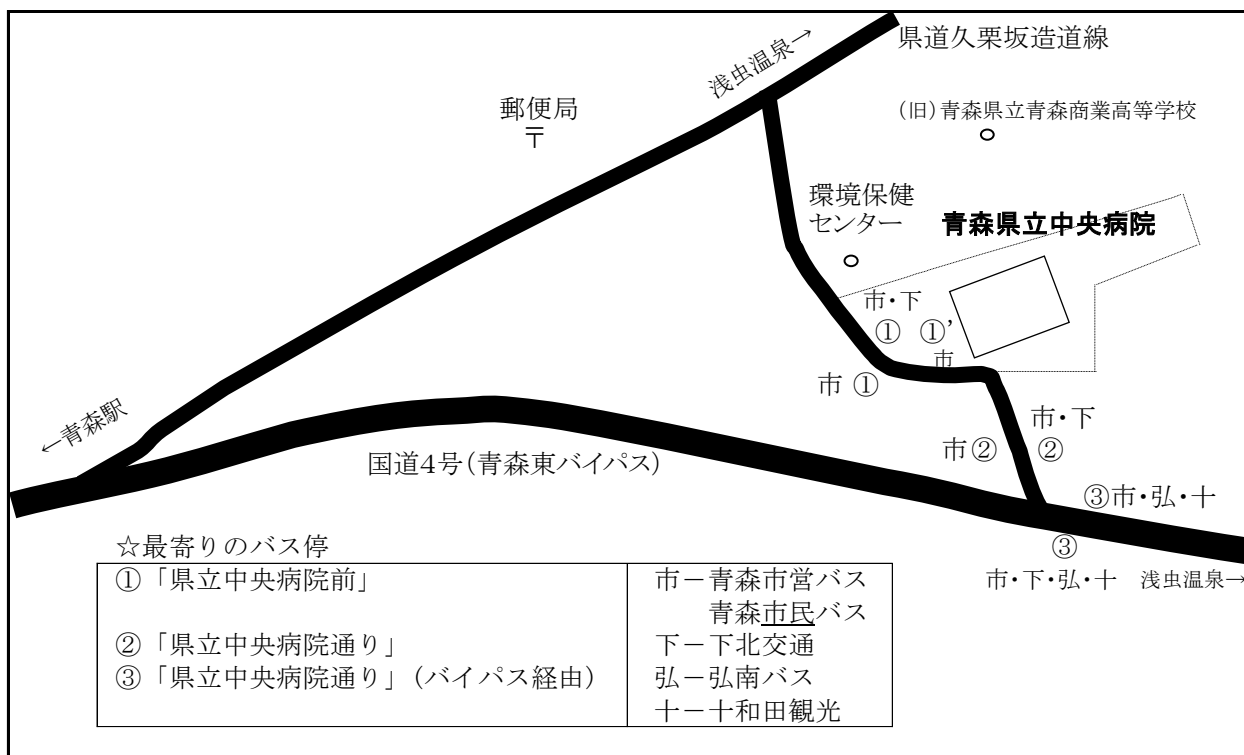 県道久栗坂造道線
浅虫温泉→
郵便局
〒
(旧)青森県立青森商業高等学校
環境保健
センター
青森県立中央病院
市・下
① ①’
市
市 ①
←青森駅
市・下
市② ②
国道4号(青森東バイパス)
③市・弘・十
③
市・下・弘・十 浅虫温泉→
☆最寄りのバス停
①「県立中央病院前」 市－青森市営バス
青森市民バス
②「県立中央病院通り」 下－下北交通
③「県立中央病院通り」(バイパス経由) 弘－弘南バス
十－十和田観光